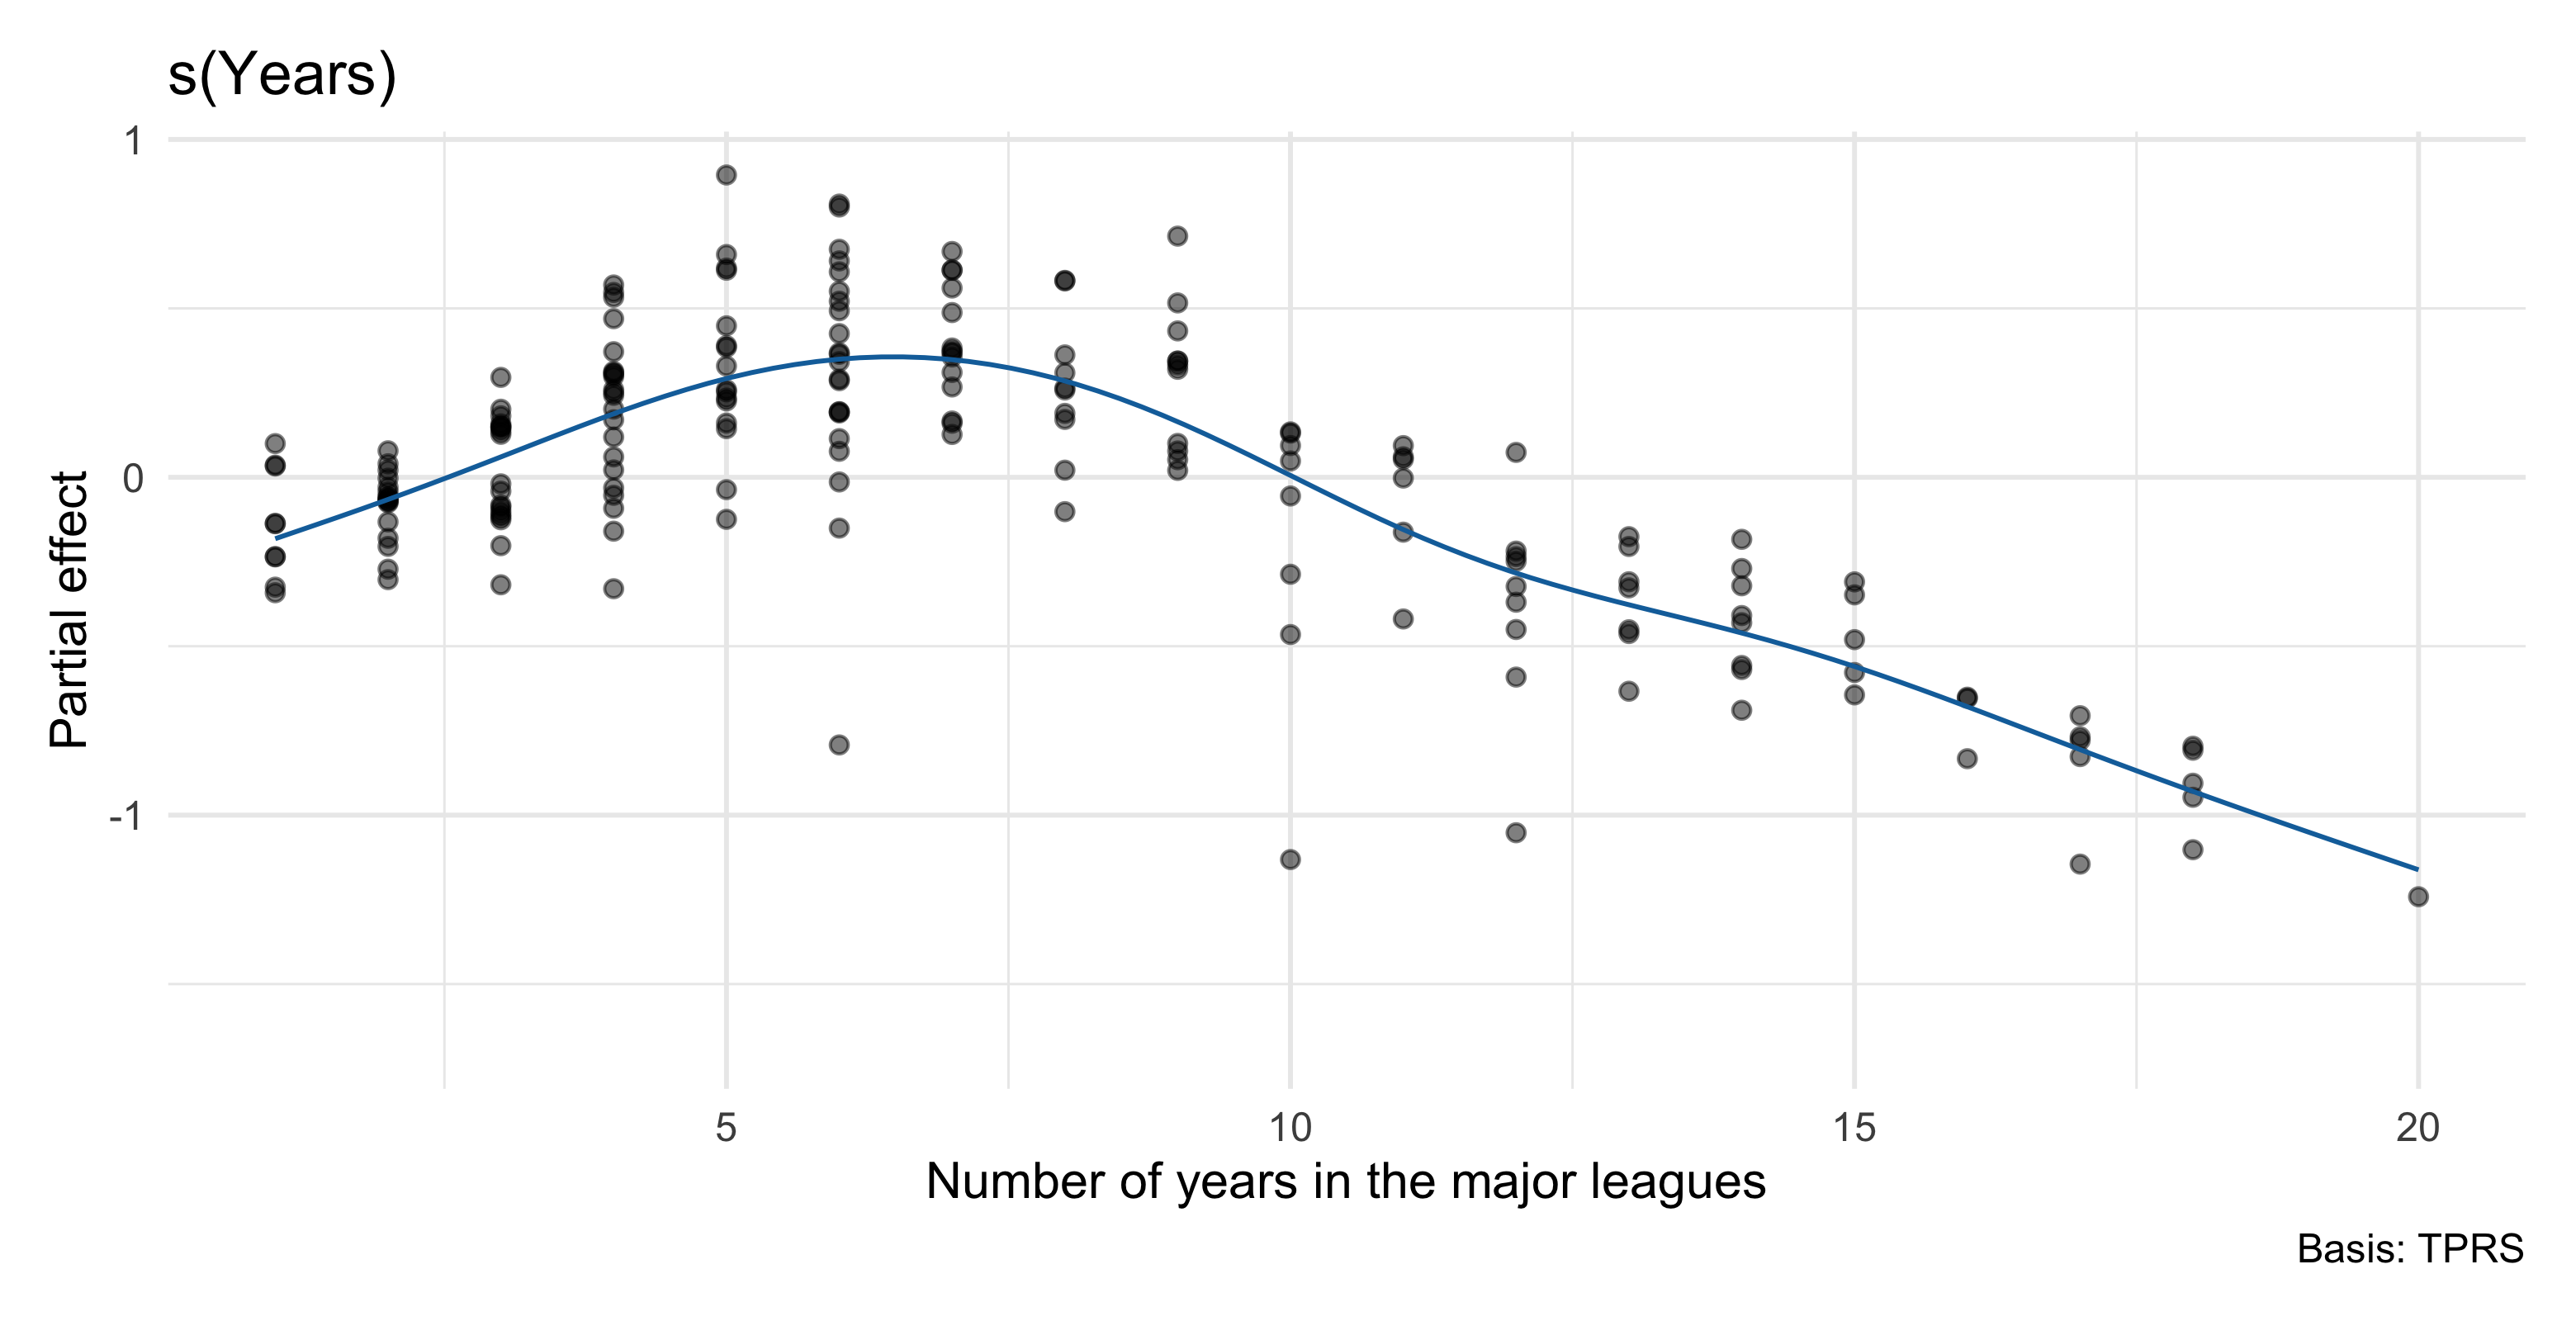 s(Years)
1
0
-1
Partial effect
5 10 15 20
Number of years in the major leagues
Basis: TPRS